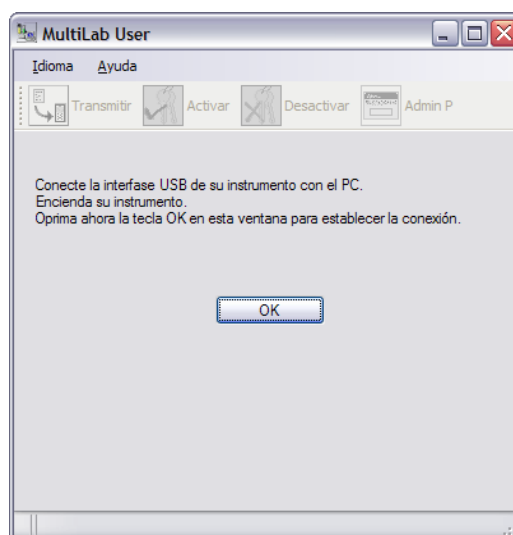 MultiLab User
Idioma Ayuda
Transmitir Activar Desactivar Admin P
Conecte la interfase USB de su instrumento con el PC.
Encienda su instrumento.
Oprima ahora la tecla OK en esta ventana para establecer la conexión.
OK